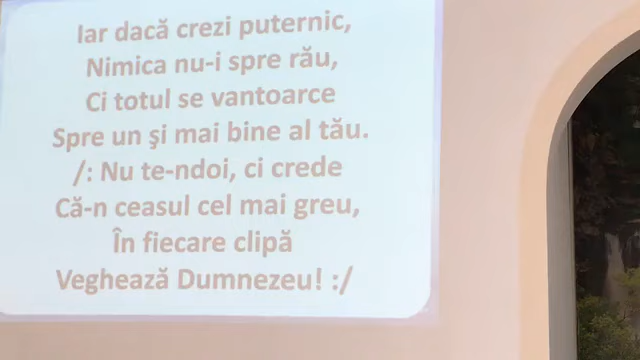 Iar dacă crezi puternic,
Nimica nu-i spre rău,
Ci totul se vantoarce
Spre un şi mai bine al tău.
/: Nu te-ndoi, ci crede
Că-n ceasul cel mai greu,
În fiecare clipă
Veghează Dumnezeu! :/